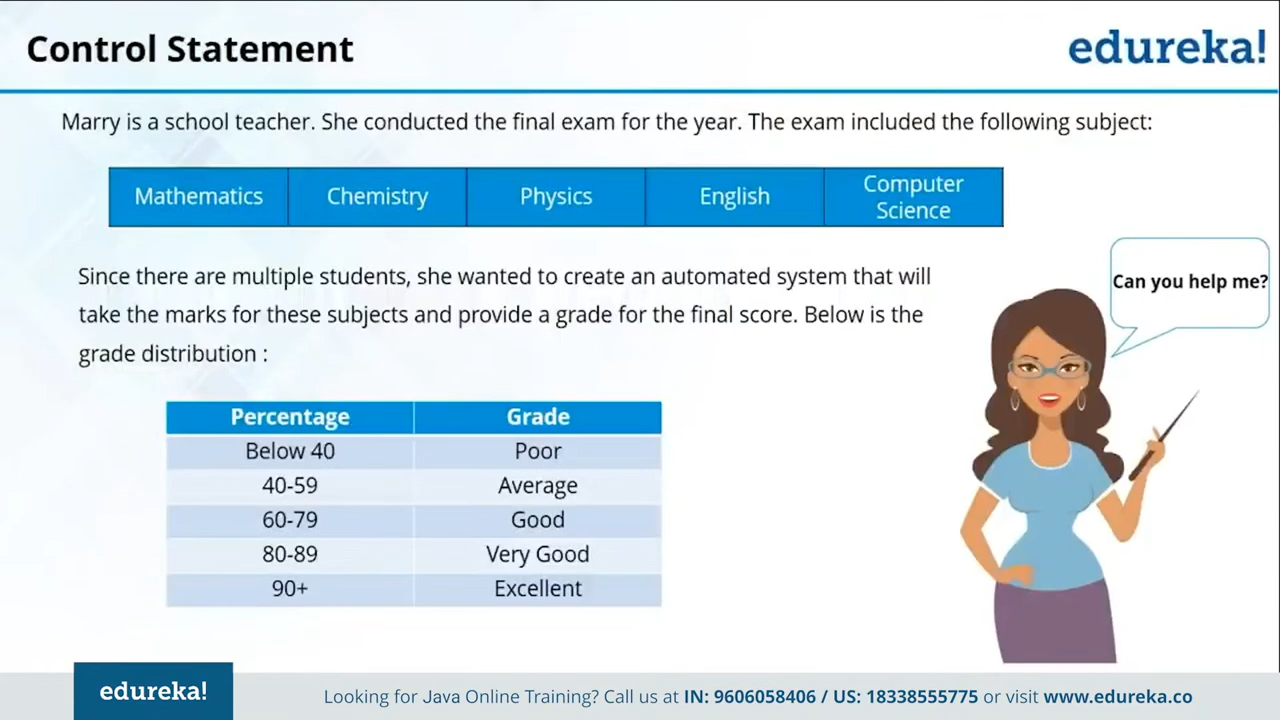 Control Statement
edureka!
Marry is a school teacher. She conducted the final exam for the year. The exam included the following subject:
Mathematics Chemistry Physics English Computer Science
Since there are multiple students, she wanted to create an automated system that will
take the marks for these subjects and provide a grade for the final score. Below is the
grade distribution :
Can you help me?
Percentage Grade
Below 40 Poor
40-59 Average
60-79 Good
80-89 Very Good
90+ Excellent
edureka!
Looking for Java Online Training? Call us at IN: 9606058406 / US: 18338555775 or visit www.edureka.co